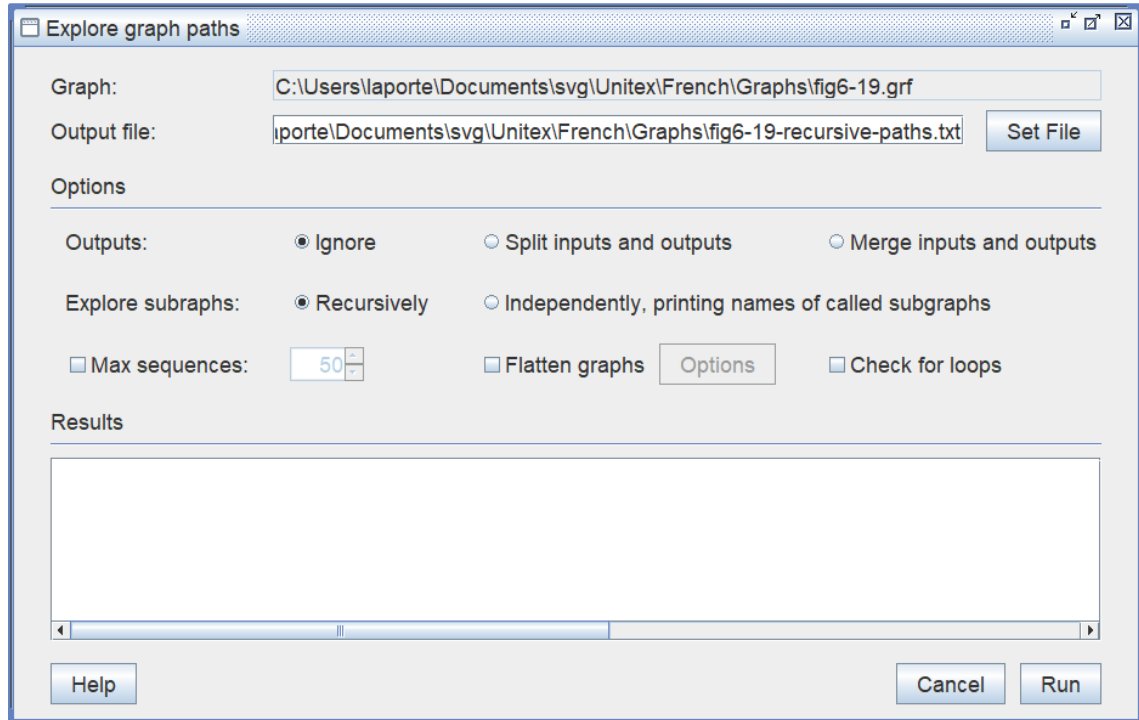 Explore graph paths
Graph: C:\Users\laporte\Documents\svg\Unitex\French\Graphs\fig6-19.grf
Output file: aporte\Documents\svg\Unitex\French\Graphs\fig6-19-recursive-paths.txt Set File
Options
Outputs: Ignore Split inputs and outputs Merge inputs and outputs
Explore subraphs: Recursively Independently, printing names of called subgraphs
Max sequences: 50 Flatten graphs Options Check for loops
Results
Help Cancel Run